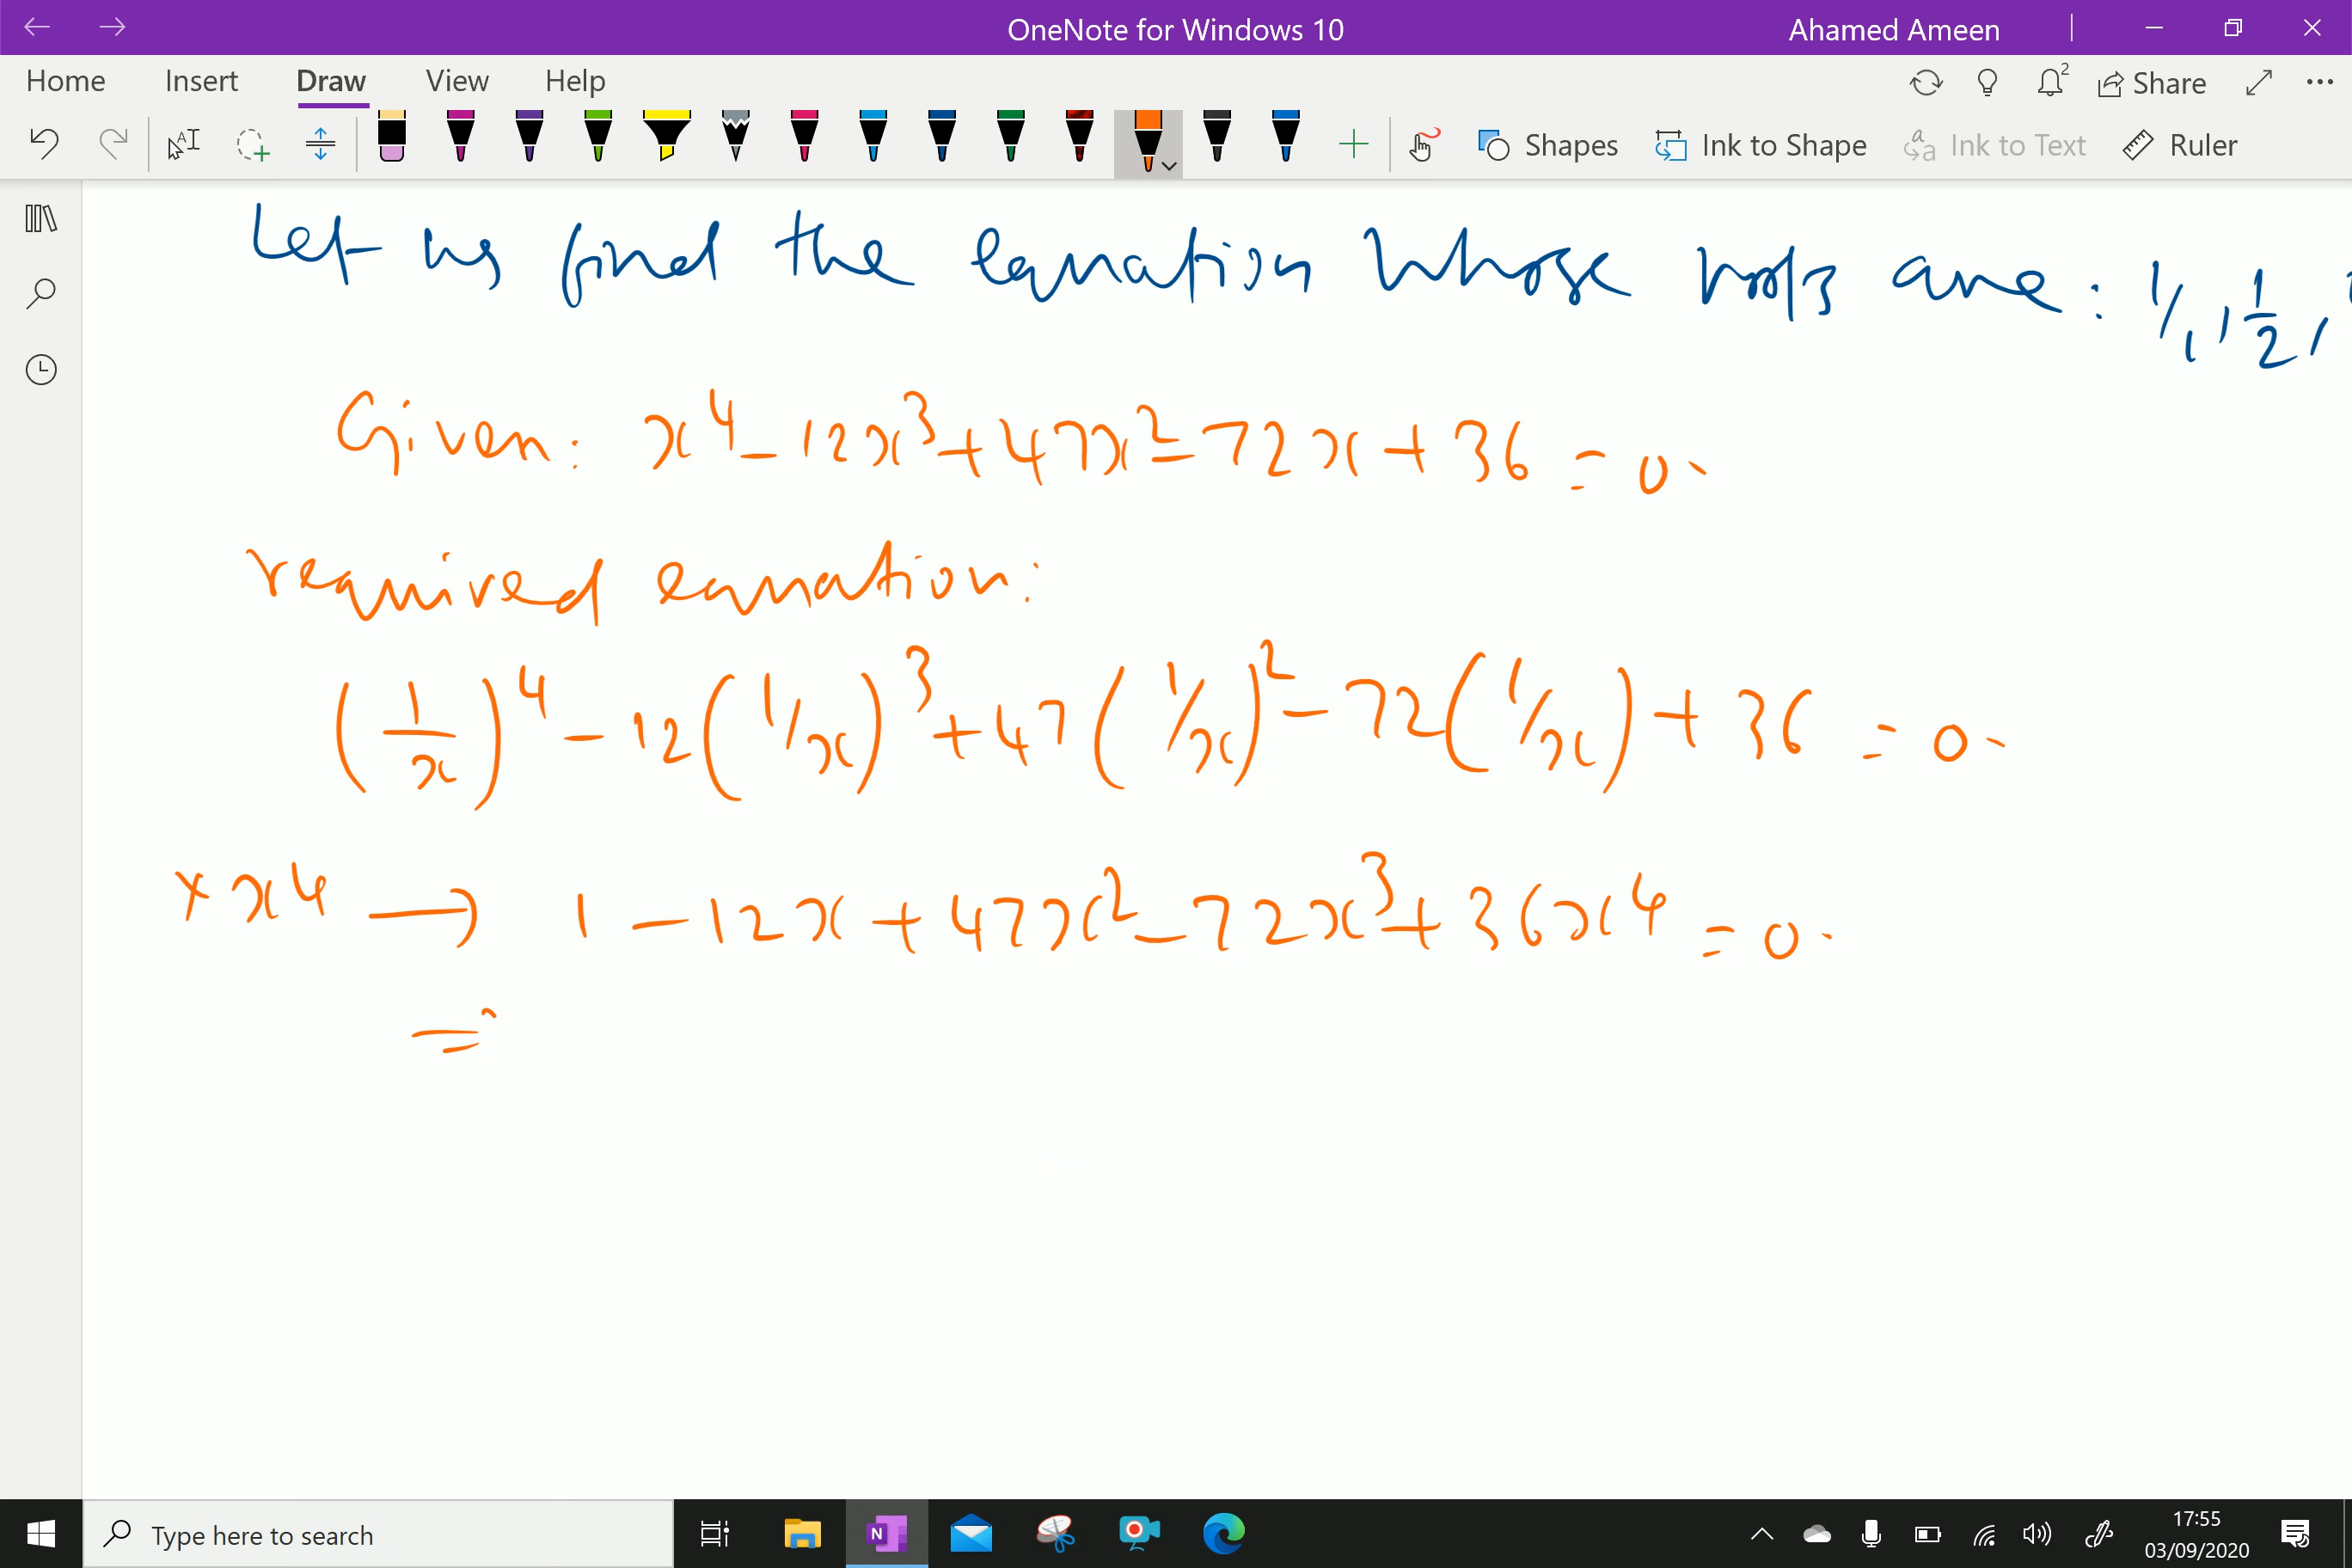 OneNote for Windows 10 Ahamed Ameen
Home Insert Draw View Help 2 Share
Shapes Ink to Shape Ink to Text Ruler
Let us find the equation whose roots are: 1/1, 1/2,
Given: x⁴ - 12x³ + 47x² - 72x + 36 = 0.
required equation:
(1/x)⁴ - 12(1/x)³ + 47(1/x)² - 72(1/x) + 36 = 0.
× x⁴ → 1 - 12x + 47x² - 72x³ + 36x⁴ = 0.
=
Type here to search 17:55
03/09/2020